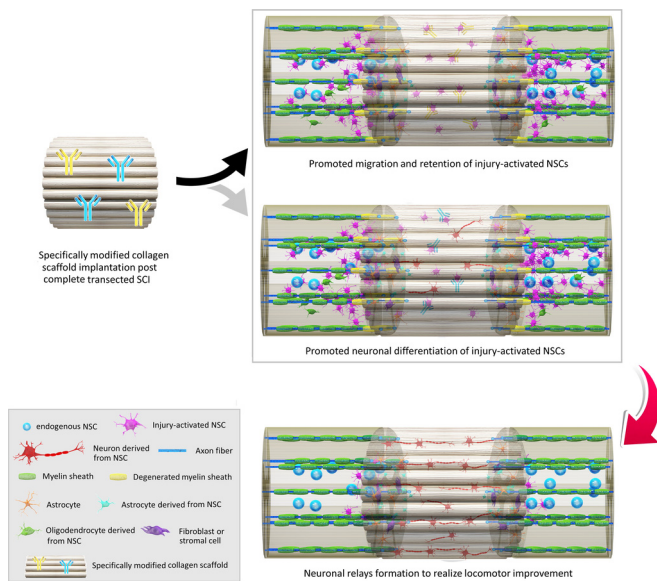 Promoted migration and retention of injury-activated NSCs
Specifically modified collagen
scaffold implantation post
complete transected SCI
Promoted neuronal differentiation of injury-activated NSCs
endogenous NSC
Injury-activated NSC
Neuron derived
from NSC
Axon fiber
Myelin sheath
Degenerated myelin sheath
Astrocyte
Astrocyte derived from NSC
Oligodendrocyte derived
from NSC
Fibroblast or
stromal cell
Specifically modified collagen scaffold
Neuronal relays formation to realize locomotor improvement